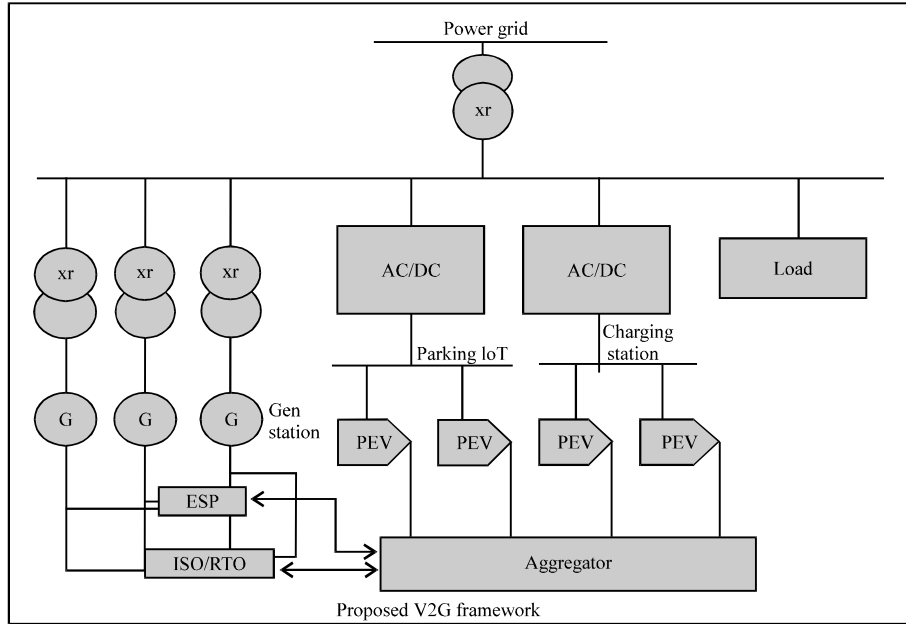 Power grid
xr
xr
xr
xr
AC/DC
AC/DC
Load
Parking loT
Charging
station
G
G
G
Gen
station
PEV
PEV
PEV
PEV
ESP
ISO/RTO
Aggregator
Proposed V2G framework